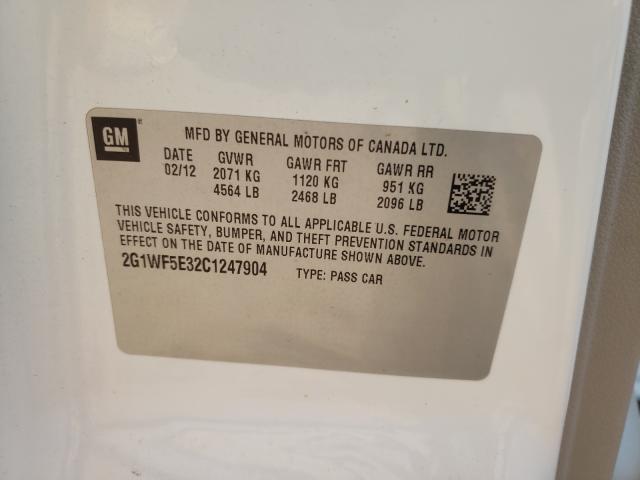 GM
MFD BY GENERAL MOTORS OF CANADA LTD.
DATE GVWR GAWR FRT GAWR RR
02/12 2071 KG 1120 KG 951 KG
4564 LB 2468 LB 2096 LB
THIS VEHICLE CONFORMS TO ALL APPLICABLE U.S. FEDERAL MOTOR
VEHICLE SAFETY, BUMPER, AND THEFT PREVENTION STANDARDS IN
EFFECT ON THE DATE OF MANUFACTURE SHOWN ABOVE.
2G1WF5E32C1247904 TYPE: PASS CAR